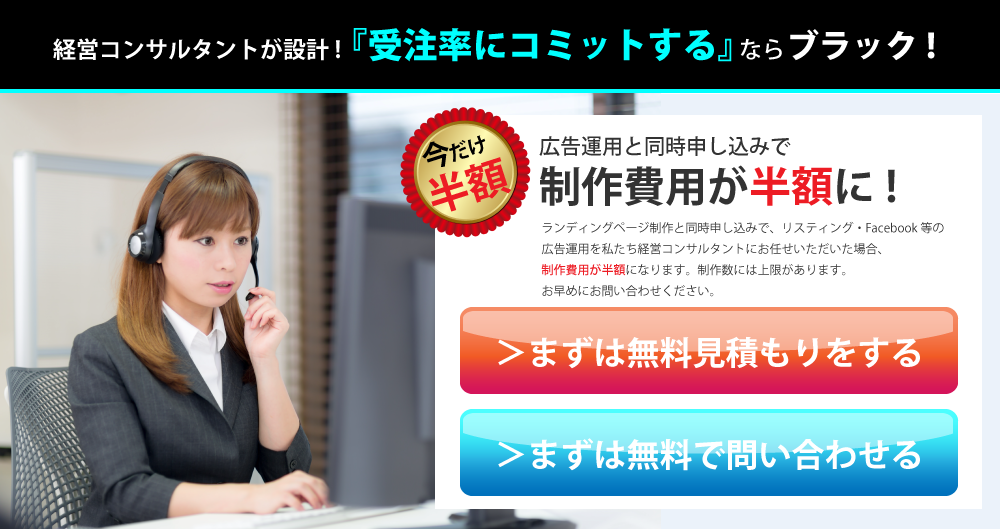 経営コンサルタントが設計!『受注率にコミットする』ならブラック!
今だけ
半額
広告運用と同時申し込みで
制作費用が半額に!
ランディングページ制作と同時申し込みで、リスティング・Facebook 等の
広告運用を私たち経営コンサルタントにお任せいただいた場合、
制作費用が半額になります。制作数には上限があります。
お早めにお問い合わせください。
＞まずは無料見積もりをする
＞まずは無料で問い合わせる